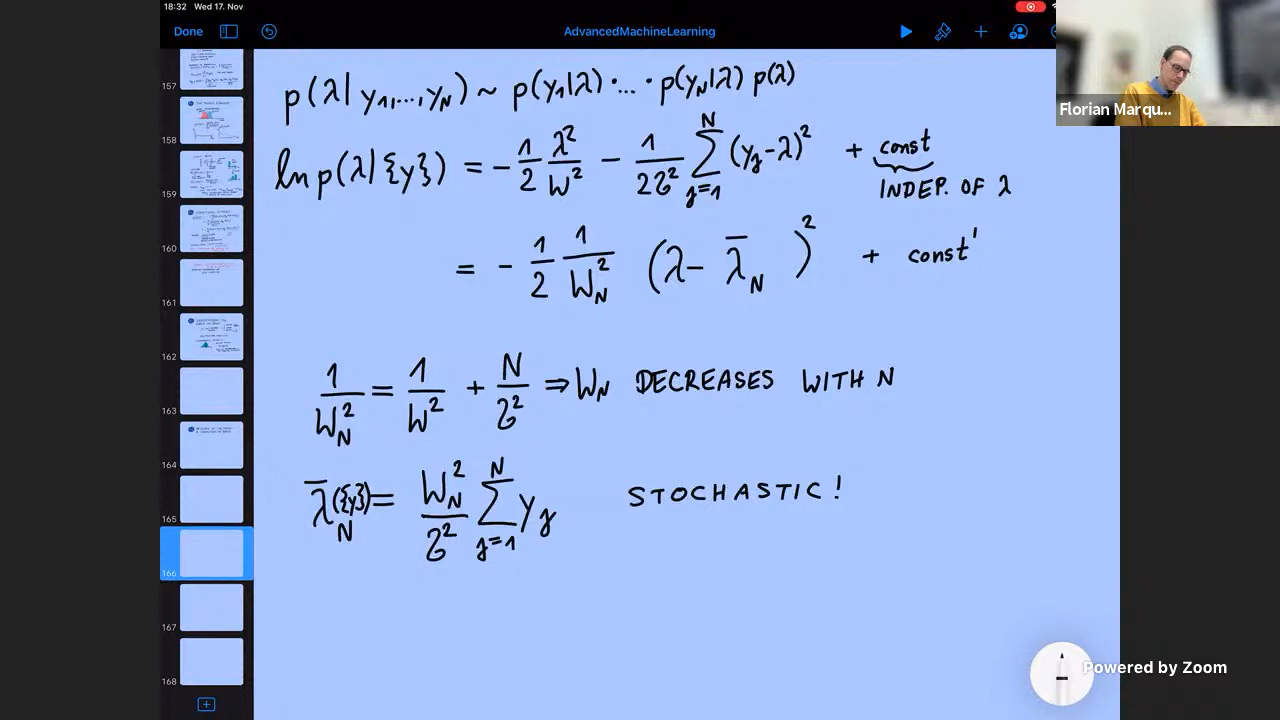 18:32 Wed 17. Nov
Done
AdvancedMachineLearning
Florian Marqu...
p(λ| y1,...,yN) ~ p(y1|λ) · ... · p(yN|λ) p(λ)
ln p(λ|{y}) = - 1/2 λ²/W² - 1/2σ² Σ_{j=1}^{N} (y_j - λ)² + const
INDEP. OF λ
= - 1/2 1/W_N² (λ - λ̄_N)² + const'
1/W_N² = 1/W² + N/σ² ⇒ W_N DECREASES WITH N
λ̄_N({y}) = W_N²/σ² Σ_{j=1}^{N} y_j STOCHASTIC!
157
158
159
160
161
162
163
164
165
166
167
168
Powered by Zoom